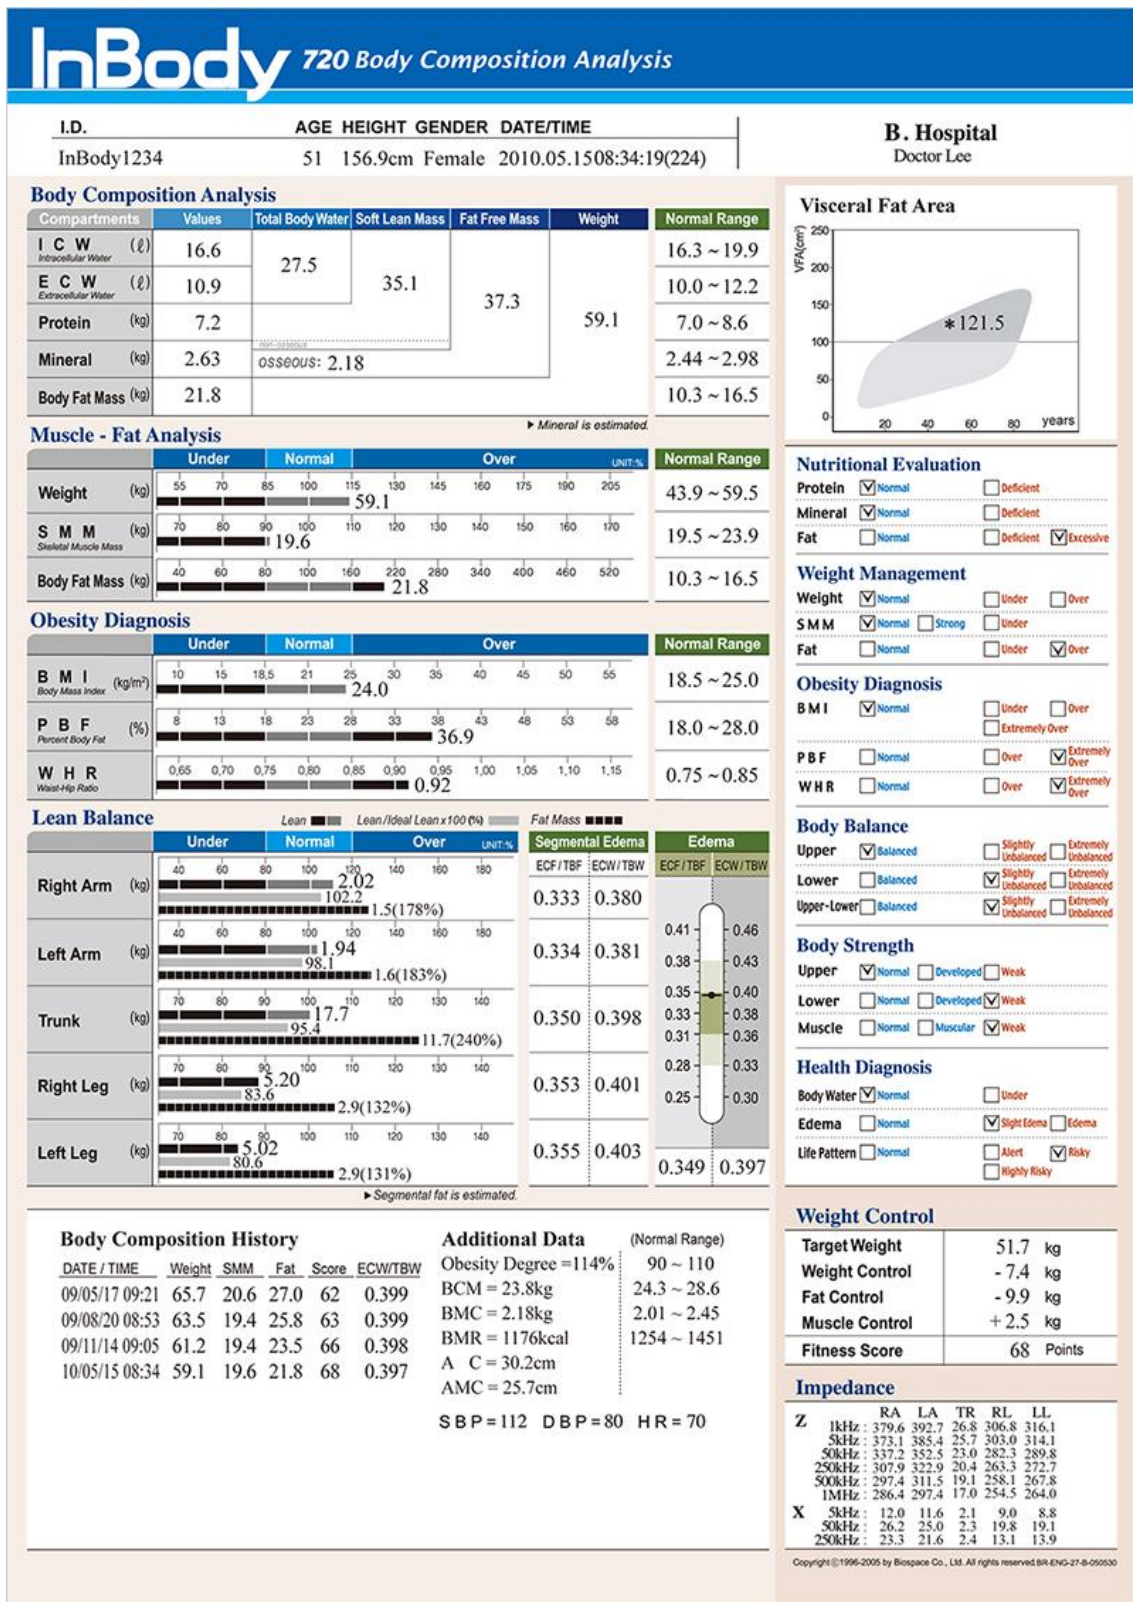 InBody 720 Body Composition Analysis
I.D. AGE HEIGHT GENDER DATE/TIME
InBody1234 51 156.9cm Female 2010.05.1508:34:19(224)
B. Hospital
Doctor Lee
Body Composition Analysis
Compartments Values Total Body Water Soft Lean Mass Fat Free Mass Weight Normal Range
I C W (ℓ) 16.6 16.3 ~ 19.9
Intracellular Water
27.5
E C W (ℓ) 10.9 35.1 10.0 ~ 12.2
Extracellular Water
37.3
Protein (kg) 7.2 59.1 7.0 ~ 8.6
non-osseous
Mineral (kg) 2.63 osseous: 2.18 2.44 ~ 2.98
Body Fat Mass (kg) 21.8 10.3 ~ 16.5
▶ Mineral is estimated.
Muscle - Fat Analysis
Under Normal Over UNIT:% Normal Range
55 70 85 100 115 130 145 160 175 190 205
Weight (kg) 59.1 43.9 ~ 59.5
70 80 90 100 110 120 130 140 150 160 170
S M M (kg) 19.6 19.5 ~ 23.9
Skeletal Muscle Mass
40 60 80 100 160 220 280 340 400 460 520
Body Fat Mass (kg) 21.8 10.3 ~ 16.5
Obesity Diagnosis
Under Normal Over Normal Range
10 15 18,5 21 25 30 35 40 45 50 55
B M I (kg/m²) 24.0 18.5 ~ 25.0
Body Mass Index
8 13 18 23 28 33 38 43 48 53 58
P B F (%) 36.9 18.0 ~ 28.0
Percent Body Fat
0,65 0,70 0,75 0,80 0,85 0,90 0,95 1,00 1,05 1,10 1,15
W H R 0.92 0.75 ~ 0.85
Waist-Hip Ratio
Lean Balance Lean Lean/Ideal Lean x 100 (%) Fat Mass
Under Normal Over UNIT:% Segmental Edema Edema
ECF/TBF ECW/TBW ECF/TBF ECW/TBW
40 60 80 100 120 140 160 180
Right Arm (kg) 2.02 0.333 0.380
102.2
1.5(178%)
40 60 80 100 120 140 160 180
Left Arm (kg) 1.94 0.334 0.381
98.1
1.6(183%)
70 80 90 100 110 120 130 140
Trunk (kg) 17.7 0.350 0.398
95.4
11.7(240%)
70 80 90 100 110 120 130 140
Right Leg (kg) 5.20 0.353 0.401
83.6
2.9(132%)
70 80 90 100 110 120 130 140
Left Leg (kg) 5.02 0.355 0.403
80.6
2.9(131%)
0.41 0.46
0.38 0.43
0.35 0.40
0.33 0.38
0.31 0.36
0.28 0.33
0.25 0.30
0.349 0.397
▶ Segmental fat is estimated.
Body Composition History
DATE / TIME Weight SMM Fat Score ECW/TBW
09/05/17 09:21 65.7 20.6 27.0 62 0.399
09/08/20 08:53 63.5 19.4 25.8 63 0.399
09/11/14 09:05 61.2 19.4 23.5 66 0.398
10/05/15 08:34 59.1 19.6 21.8 68 0.397
Additional Data (Normal Range)
Obesity Degree =114% 90 ~ 110
BCM = 23.8kg 24.3 ~ 28.6
BMC = 2.18kg 2.01 ~ 2.45
BMR = 1176kcal 1254 ~ 1451
A C = 30.2cm
AMC = 25.7cm
SBP=112 DBP=80 HR=70
Visceral Fat Area
VFA(cm²)
250
200
150
*121.5
100
50
0
20 40 60 80 years
Nutritional Evaluation
Protein Normal Deficient
Mineral Normal Deficient
Fat Normal Deficient Excessive
Weight Management
Weight Normal Under Over
SMM Normal Strong Under
Fat Normal Under Over
Obesity Diagnosis
BMI Normal Under Over
Extremely Over
PBF Normal Over Extremely Over
WHR Normal Over Extremely Over
Body Balance
Upper Balanced Slightly Unbalanced Extremely Unbalanced
Lower Balanced Slightly Unbalanced Extremely Unbalanced
Upper-Lower Balanced Slightly Unbalanced Extremely Unbalanced
Body Strength
Upper Normal Developed Weak
Lower Normal Developed Weak
Muscle Normal Muscular Weak
Health Diagnosis
Body Water Normal Under
Edema Normal Slight Edema Edema
Life Pattern Normal Alert Risky
Highly Risky
Weight Control
Target Weight 51.7 kg
Weight Control - 7.4 kg
Fat Control - 9.9 kg
Muscle Control + 2.5 kg
Fitness Score 68 Points
Impedance
RA LA TR RL LL
Z 1kHz : 379.6 392.7 26.8 306.8 316.1
5kHz : 373.1 385.4 25.7 303.0 314.1
50kHz : 337.2 352.5 23.0 282.3 289.8
250kHz : 307.9 322.9 20.4 263.3 272.7
500kHz : 297.4 311.5 19.1 258.1 267.8
1MHz : 286.4 297.4 17.0 254.5 264.0
X 5kHz : 12.0 11.6 2.1 9.0 8.8
50kHz : 26.2 25.0 2.3 19.8 19.1
250kHz : 23.3 21.6 2.4 13.1 13.9
Copyright ©1996-2005 by Biospace Co., Ltd. All rights reserved.BR-ENG-27-B-050530